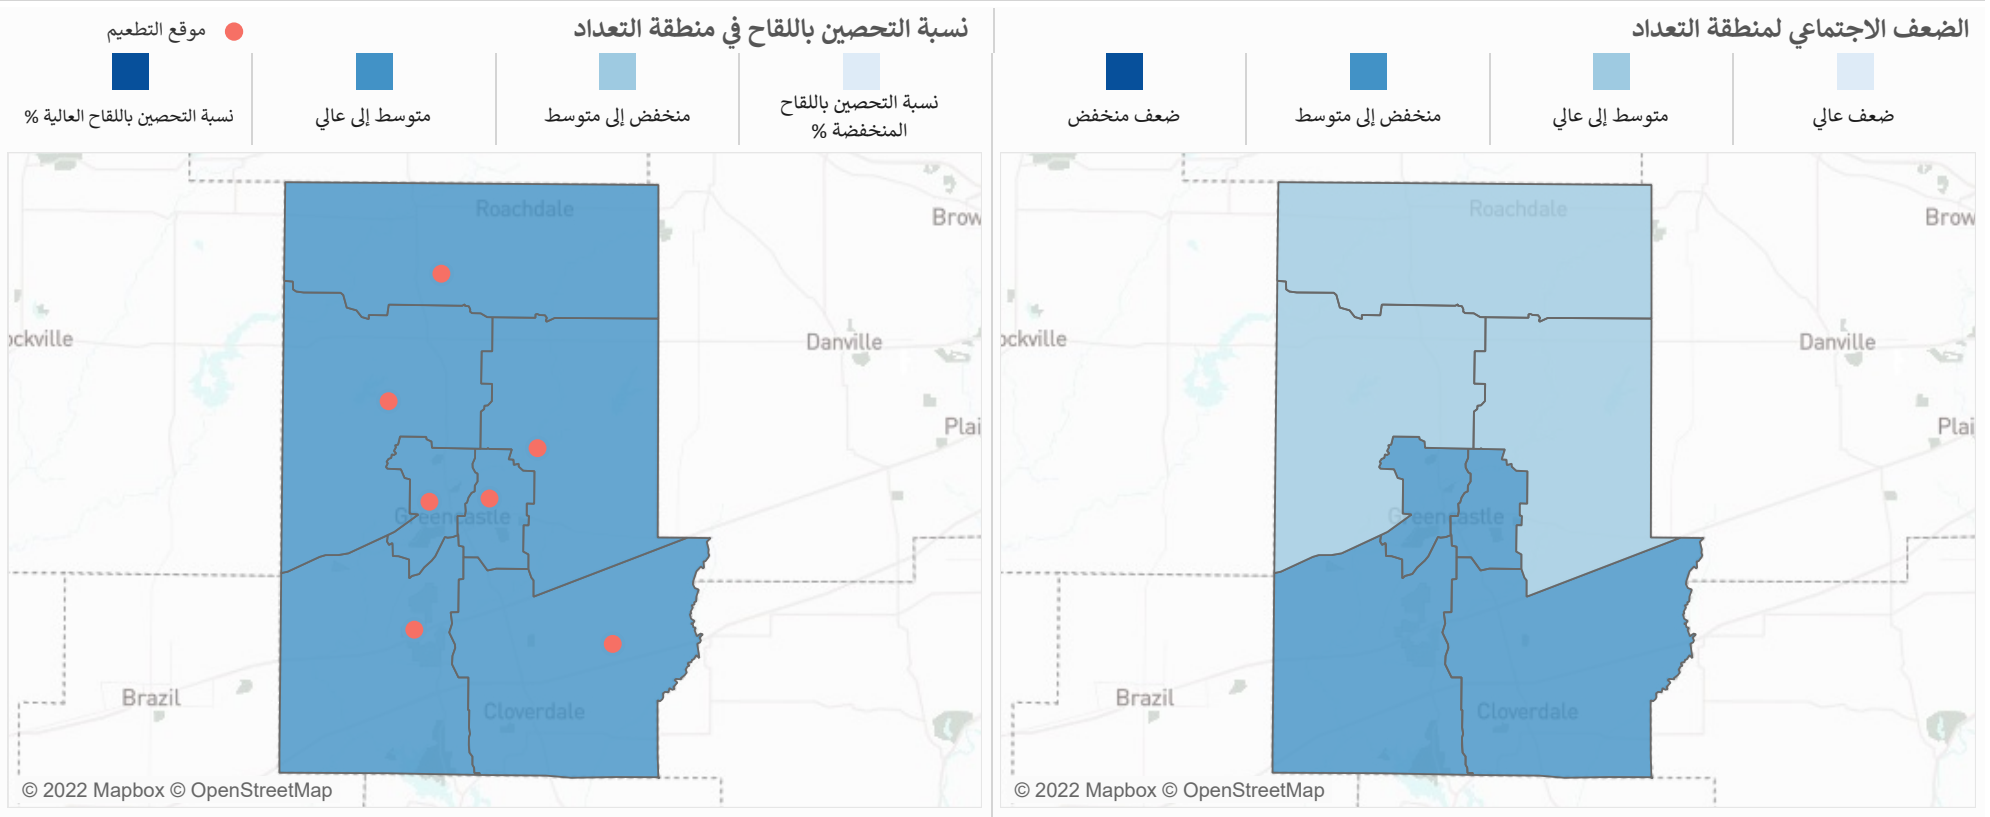 الضعف الاجتماعي لمنطقة التعداد
ضعف عالي
متوسط إلى عالي
منخفض إلى متوسط
ضعف منخفض
Roachdale
Brow
ockville
Danville
Plai
Greencastle
Brazil
Cloverdale
© 2022 Mapbox © OpenStreetMap
نسبة التحصين باللقاح في منطقة التعداد
موقع التطعيم
نسبة التحصين باللقاح
المنخفضة %
منخفض إلى متوسط
متوسط إلى عالي
نسبة التحصين باللقاح العالية %
Roachdale
Brow
ockville
Danville
Plai
Greencastle
Brazil
Cloverdale
© 2022 Mapbox © OpenStreetMap